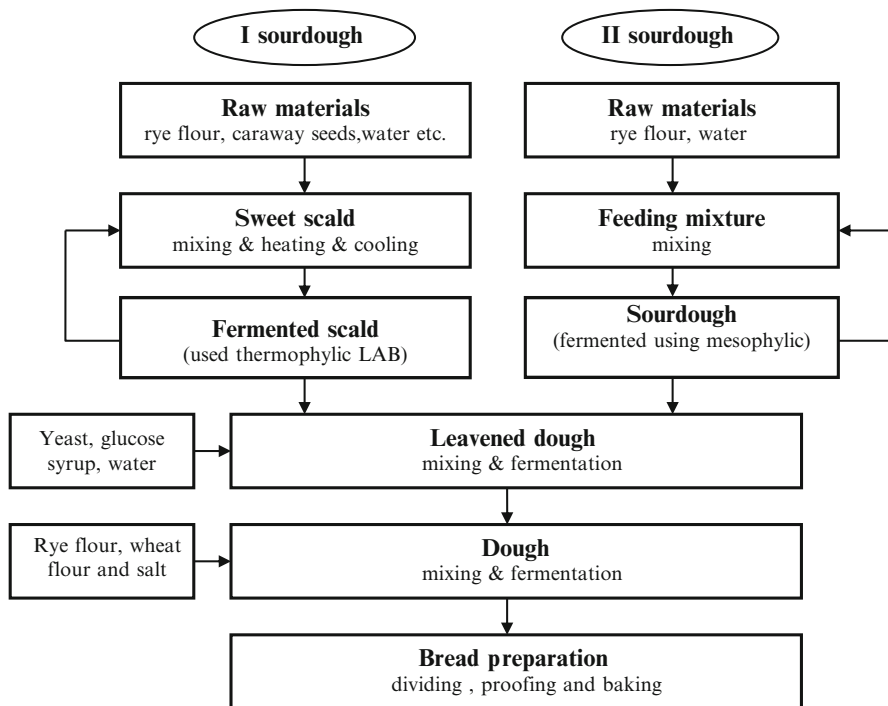 I sourdough
II sourdough
Raw materials
rye flour, caraway seeds,water etc.
Raw materials
rye flour, water
Sweet scald
mixing & heating & cooling
Feeding mixture
mixing
Fermented scald
(used thermophylic LAB)
Sourdough
(fermented using mesophylic)
Yeast, glucose
syrup, water
Leavened dough
mixing & fermentation
Rye flour, wheat
flour and salt
Dough
mixing & fermentation
Bread preparation
dividing , proofing and baking